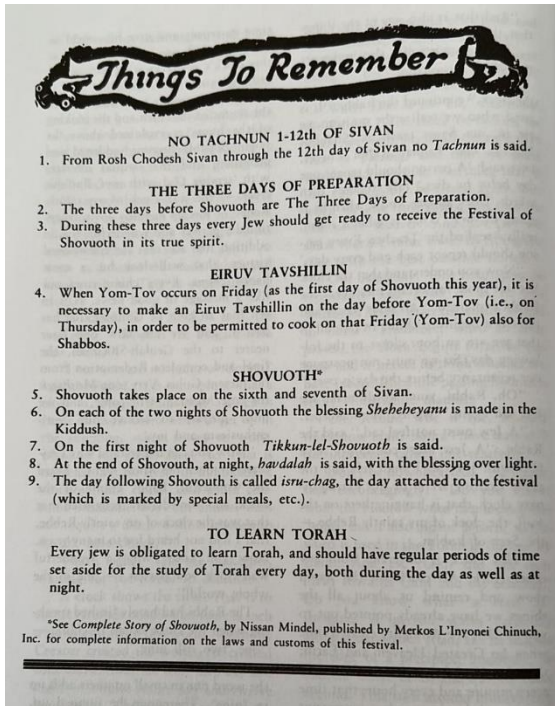 Things To Remember
NO TACHNUN 1-12th OF SIVAN
1. From Rosh Chodesh Sivan through the 12th day of Sivan no Tachnun is said.
THE THREE DAYS OF PREPARATION
2. The three days before Shovuoth are The Three Days of Preparation.
3. During these three days every Jew should get ready to receive the Festival of
Shovuoth in its true spirit.
EIRUV TAVSHILLIN
4. When Yom-Tov occurs on Friday (as the first day of Shovuoth this year), it is
necessary to make an Eiruv Tavshillin on the day before Yom-Tov (i.e., on
Thursday), in order to be permitted to cook on that Friday (Yom-Tov) also for
Shabbos.
SHOVUOTH*
5. Shovuoth takes place on the sixth and seventh of Sivan.
6. On each of the two nights of Shovuoth the blessing Sheheheyanu is made in the
Kiddush.
7. On the first night of Shovuoth Tikkun-lel-Shovuoth is said.
8. At the end of Shovouth, at night, havdalah is said, with the blessing over light.
9. The day following Shovouth is called isru-chag, the day attached to the festival
(which is marked by special meals, etc.).
TO LEARN TORAH
Every jew is obligated to learn Torah, and should have regular periods of time
set aside for the study of Torah every day, both during the day as well as at
night.
*See Complete Story of Shovuoth, by Nissan Mindel, published by Merkos L'Inyonei Chinuch,
Inc. for complete information on the laws and customs of this festival.